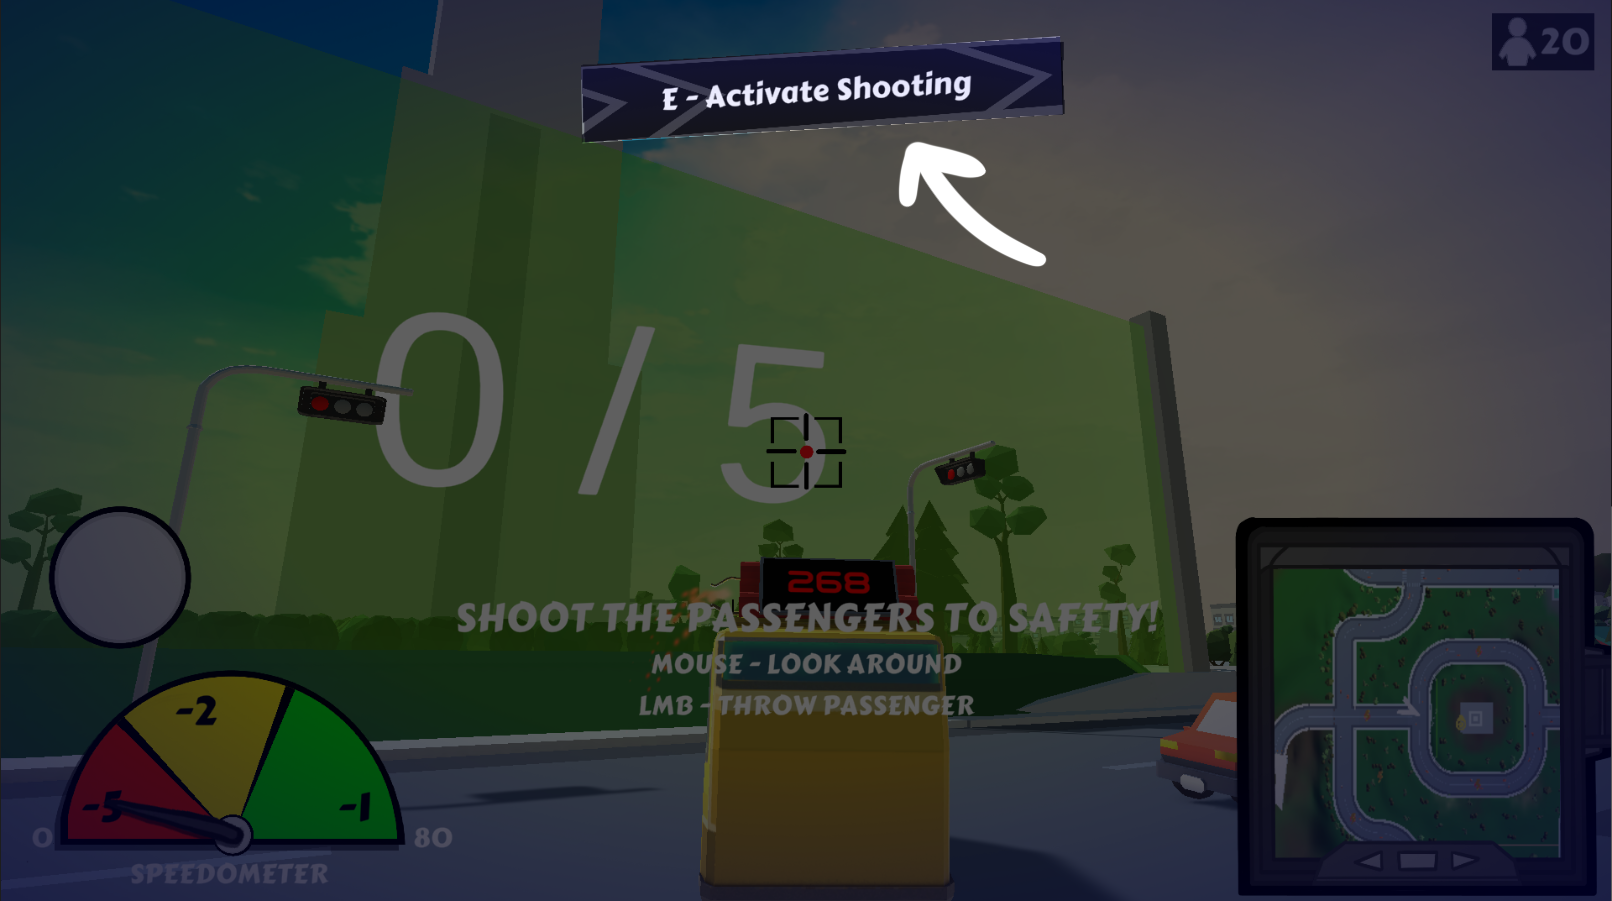 E - Activate Shooting
20
0 / 5
268
SHOOT THE PASSENGERS TO SAFETY!
MOUSE - LOOK AROUND
LMB - THROW PASSENGER
-2
-5
-1
0
80
SPEEDOMETER